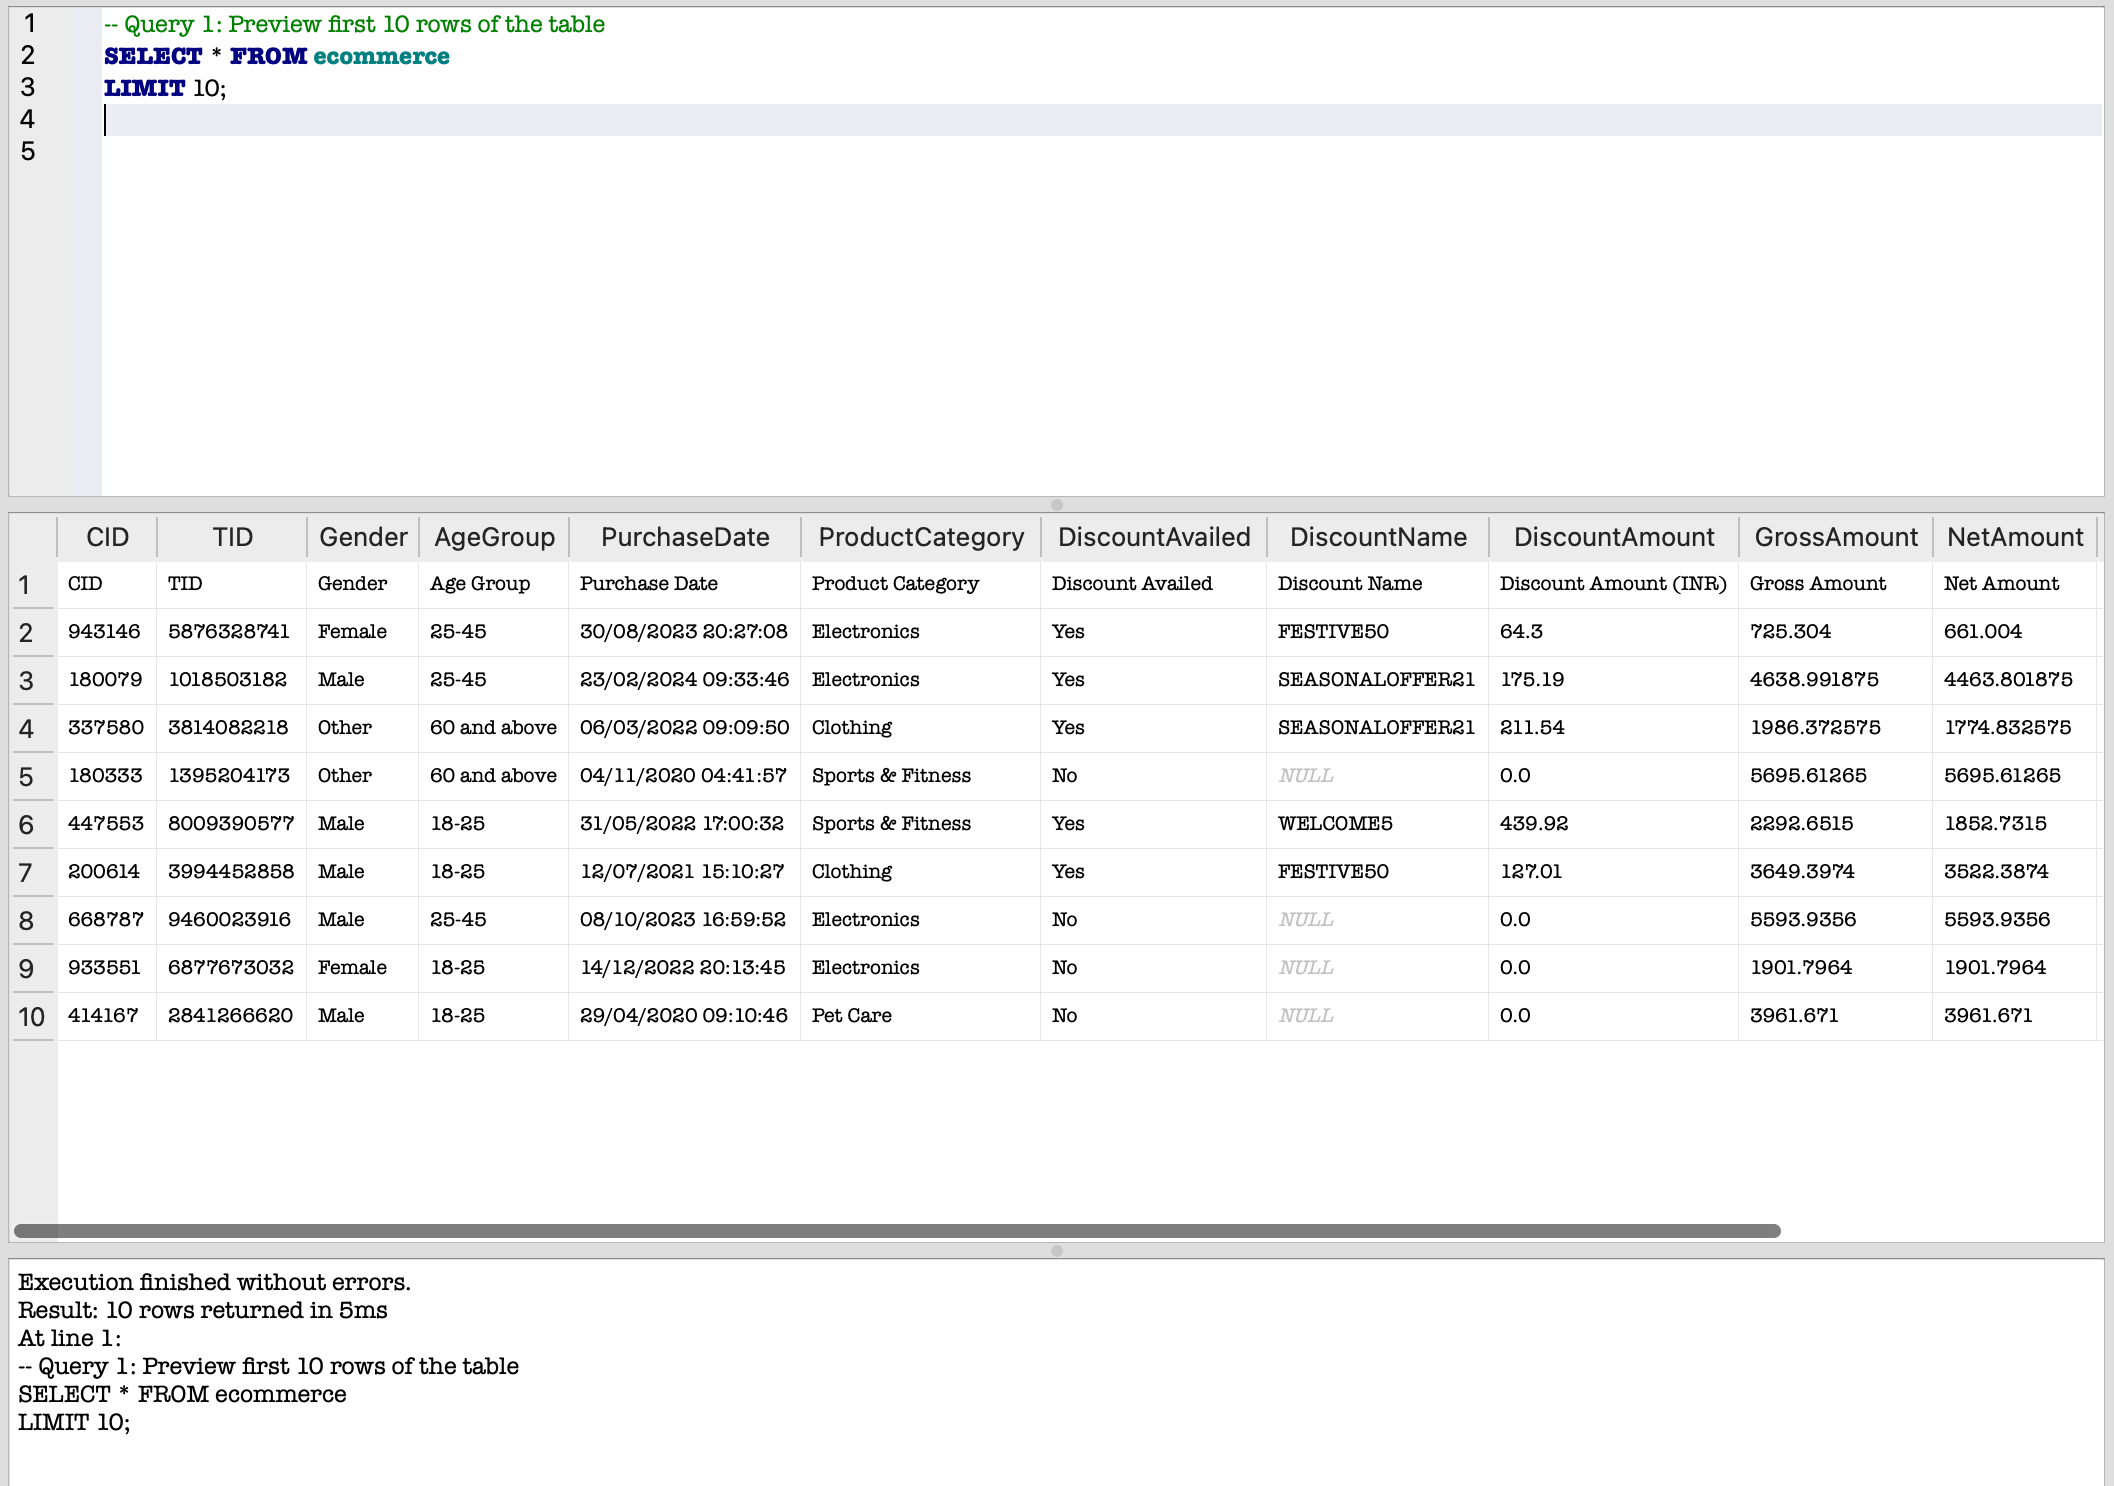 1 -- Query 1: Preview first 10 rows of the table
2 SELECT * FROM ecommerce
3 LIMIT 10;
4
5
CID TID Gender AgeGroup PurchaseDate ProductCategory DiscountAvailed DiscountName DiscountAmount GrossAmount NetAmount
1 CID TID Gender Age Group Purchase Date Product Category Discount Availed Discount Name Discount Amount (INR) Gross Amount Net Amount
2 943146 5876328741 Female 25-45 30/08/2023 20:27:08 Electronics Yes FESTIVE50 64.3 725.304 661.004
3 180079 1018503182 Male 25-45 23/02/2024 09:33:46 Electronics Yes SEASONALOFFER21 175.19 4638.991875 4463.801875
4 337580 3814082218 Other 60 and above 06/03/2022 09:09:50 Clothing Yes SEASONALOFFER21 211.54 1986.372575 1774.832575
5 180333 1395204173 Other 60 and above 04/11/2020 04:41:57 Sports & Fitness No NULL 0.0 5695.61265 5695.61265
6 447553 8009390577 Male 18-25 31/05/2022 17:00:32 Sports & Fitness Yes WELCOME5 439.92 2292.6515 1852.7315
7 200614 3994452858 Male 18-25 12/07/2021 15:10:27 Clothing Yes FESTIVE50 127.01 3649.3974 3522.3874
8 668787 9460023916 Male 25-45 08/10/2023 16:59:52 Electronics No NULL 0.0 5593.9356 5593.9356
9 933551 6877673032 Female 18-25 14/12/2022 20:13:45 Electronics No NULL 0.0 1901.7964 1901.7964
10 414167 2841266620 Male 18-25 29/04/2020 09:10:46 Pet Care No NULL 0.0 3961.671 3961.671
Execution finished without errors.
Result: 10 rows returned in 5ms
At line 1:
-- Query 1: Preview first 10 rows of the table
SELECT * FROM ecommerce
LIMIT 10;